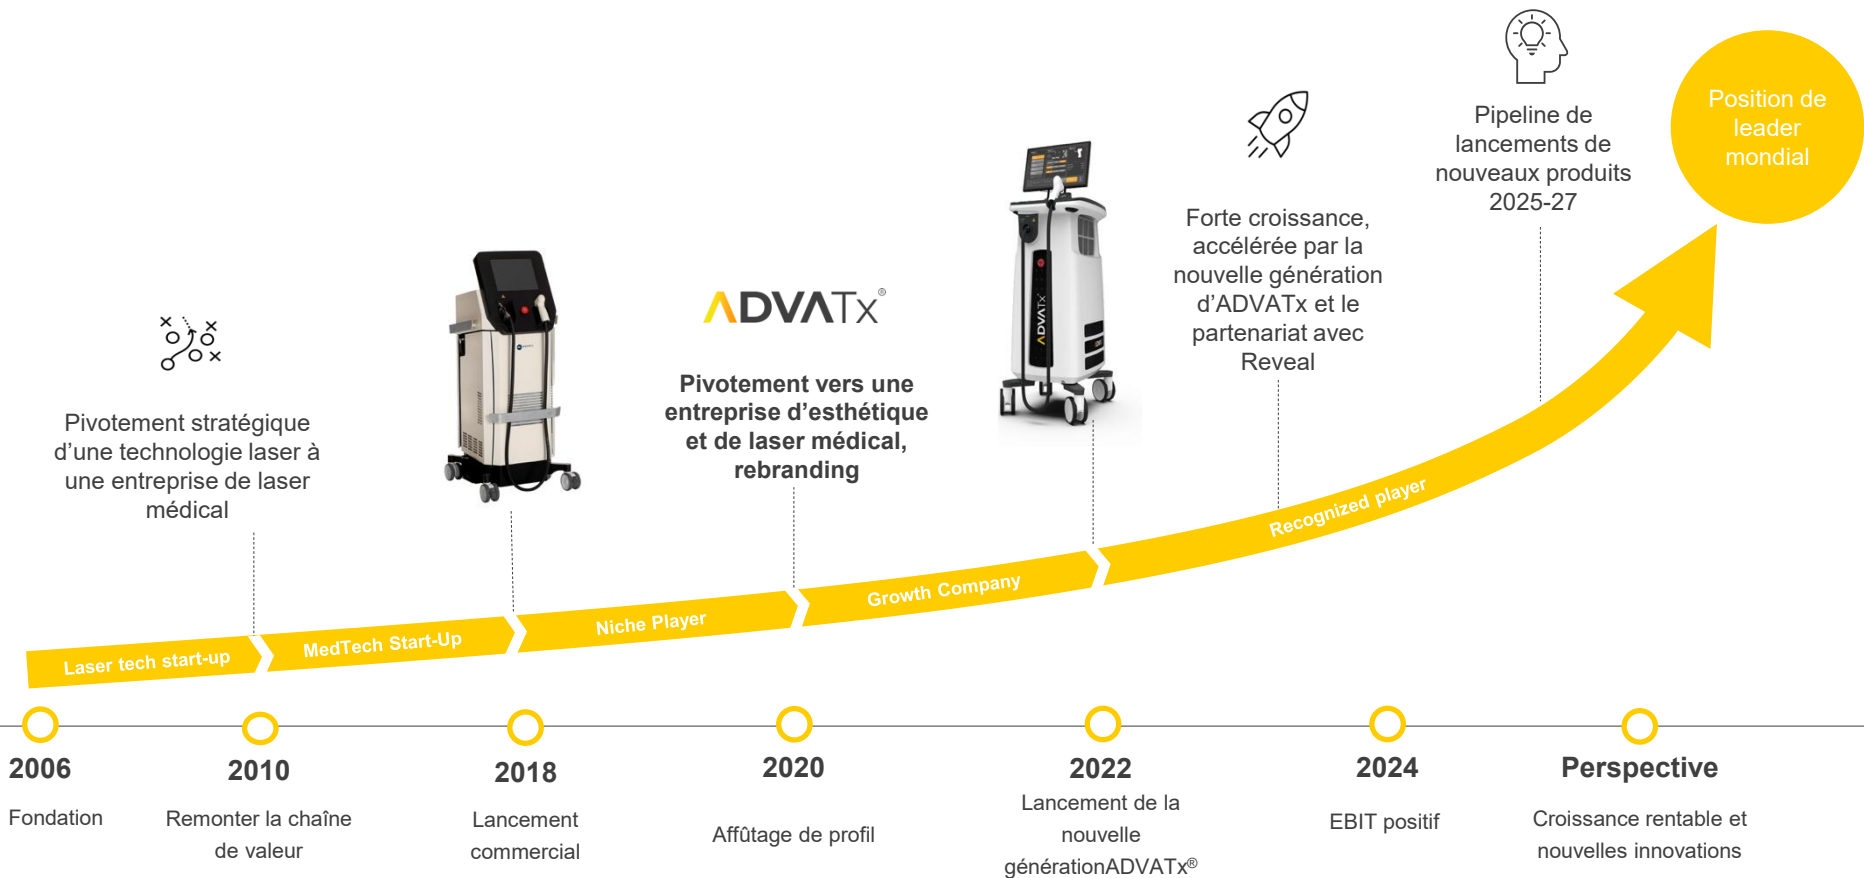 Position de
leader
mondial
Pipeline de
lancements de
nouveaux produits
2025-27
Forte croissance,
accélérée par la
nouvelle génération
d’ADVATx et le
partenariat avec
Reveal
ADVATx®
Pivotement vers une
entreprise d’esthétique
et de laser médical,
rebranding
ADVATx
Pivotement stratégique
d’une technologie laser à
une entreprise de laser
médical
Laser tech start-up
MedTech Start-Up
Niche Player
Growth Company
Recognized player
2006
Fondation
2010
Remonter la chaîne
de valeur
2018
Lancement
commercial
2020
Affûtage de profil
2022
Lancement de la
nouvelle
générationADVATx®
2024
EBIT positif
Perspective
Croissance rentable et
nouvelles innovations